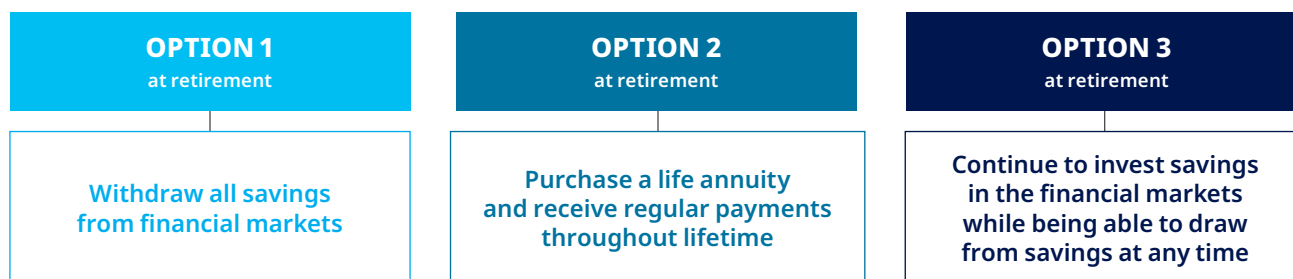 OPTION 1
at retirement
Withdraw all savings
from financial markets
OPTION 2
at retirement
Purchase a life annuity
and receive regular payments
throughout lifetime
OPTION 3
at retirement
Continue to invest savings
in the financial markets
while being able to draw
from savings at any time